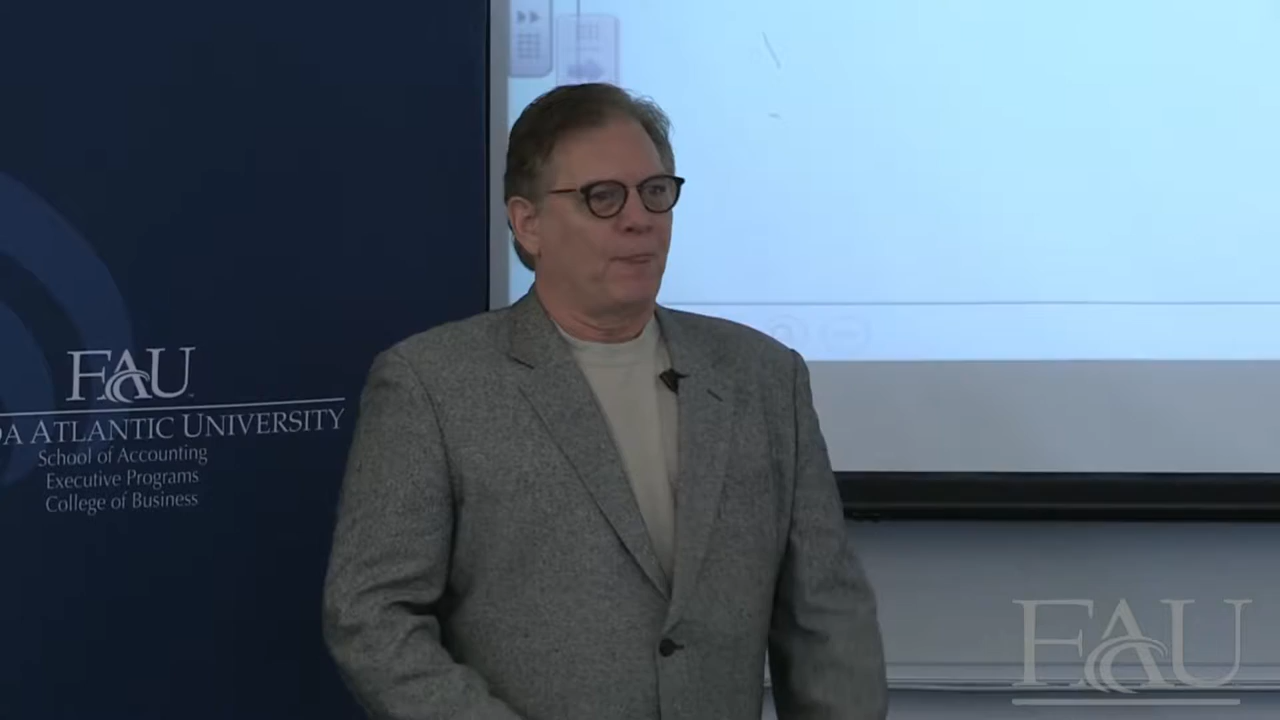 FAU
DA ATLANTIC UNIVERSITY
School of Accounting
Executive Programs
College of Business
FAU